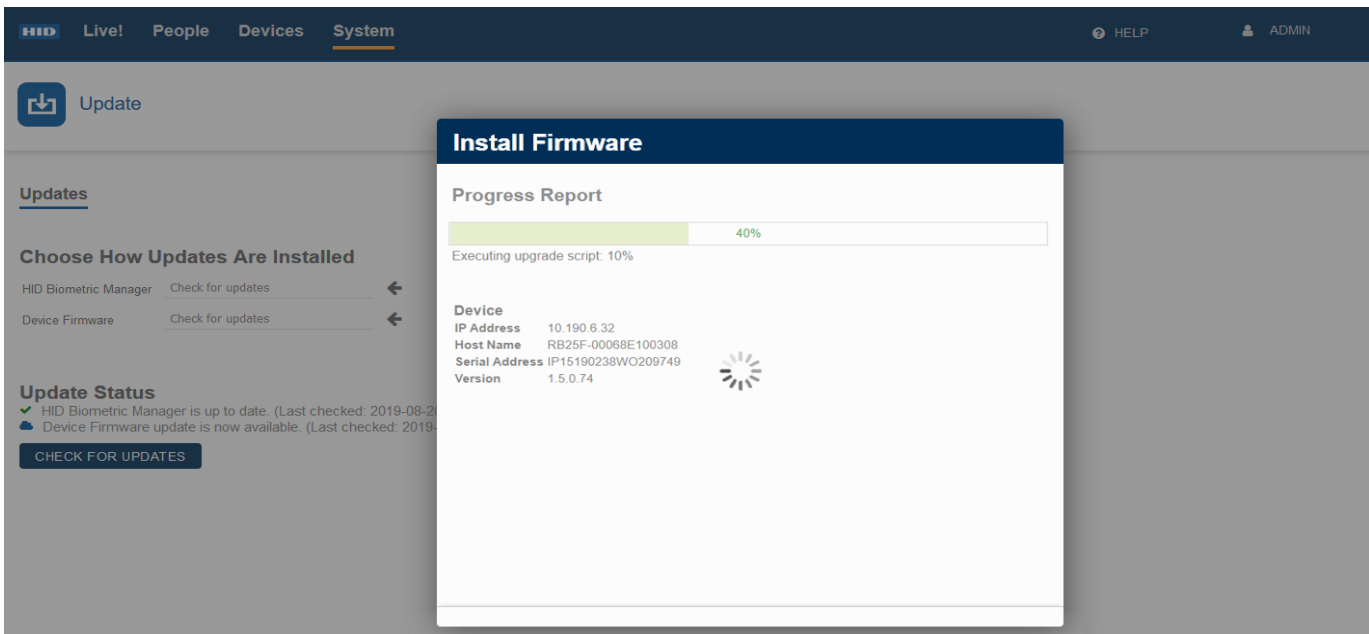 HID Live! People Devices System HELP ADMIN
Update
Install Firmware
Progress Report
40%
Executing upgrade script: 10%
Device
IP Address 10.190.6.32
Host Name RB25F-00068E100308
Serial Address IP15190238WO209749
Version 1.5.0.74
Updates
Choose How Updates Are Installed
HID Biometric Manager Check for updates
Device Firmware Check for updates
Update Status
HID Biometric Manager is up to date. (Last checked: 2019-08-20
Device Firmware update is now available. (Last checked: 2019-
CHECK FOR UPDATES